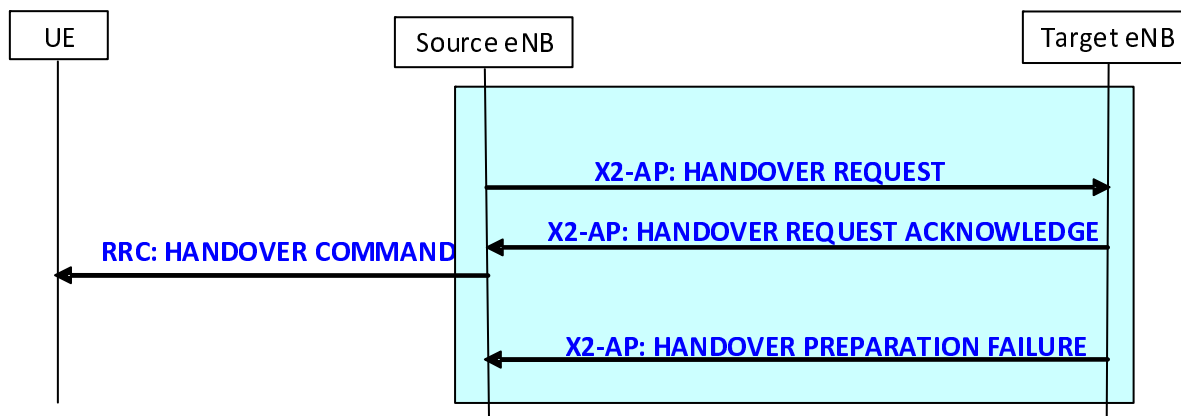 UE
Source eNB
Target eNB
X2-AP: HANDOVER REQUEST
X2-AP: HANDOVER REQUEST ACKNOWLEDGE
RRC: HANDOVER COMMAND
X2-AP: HANDOVER PREPARATION FAILURE